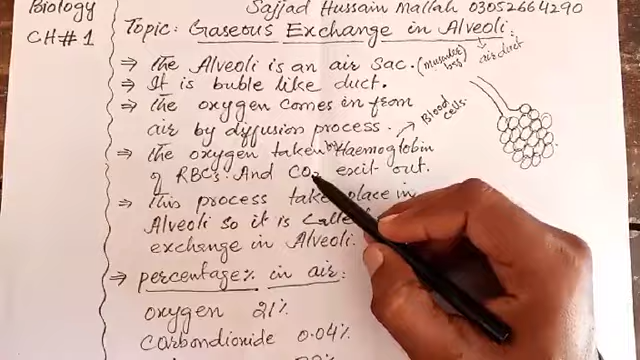 Biology
CH#1
Sajjad Hussain Mallah 03052664290
Topic: Gaseous Exchange in Alveoli:
⇒ The Alveoli is an air sac.
air duct
⇒ It is buble like duct.
⇒ The oxygen comes in from
air by diffusion process.
Blood cells.
⇒ The oxygen taken by Haemoglobin
of RBCs. And CO2 excit out.
⇒ This process take place in
Alveoli so it is called
exchange in Alveoli.
⇒ percentage% in air:
oxygen 21%
carbondioxide 0.04%